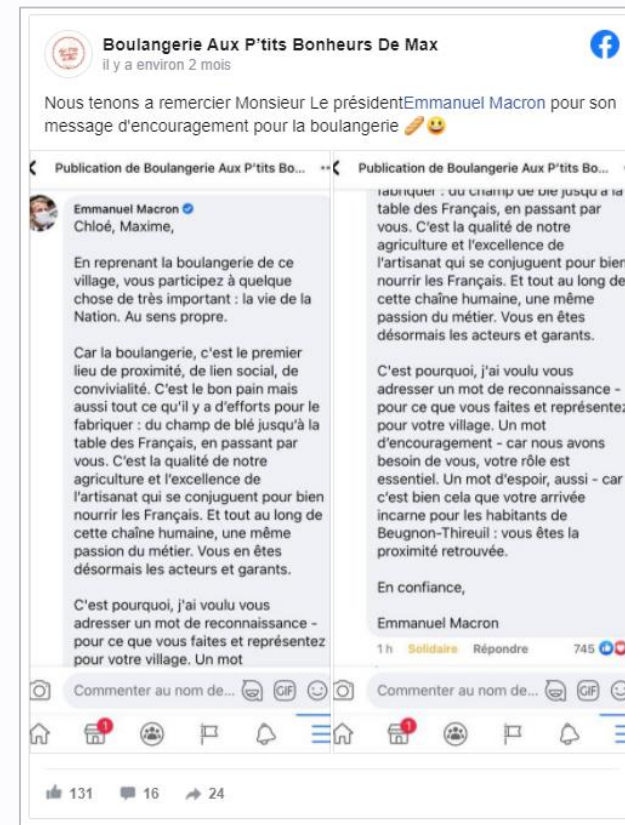 Boulangerie Aux P'tits Bonheurs De Max
il y a environ 2 mois
Nous tenons a remercier Monsieur Le présidentEmmanuel Macron pour son
message d'encouragement pour la boulangerie 🥖😃
Publication de Boulangerie Aux P'tits Bo...
Emmanuel Macron
Chloé, Maxime,
En reprenant la boulangerie de ce
village, vous participez à quelque
chose de très important : la vie de la
Nation. Au sens propre.
Car la boulangerie, c'est le premier
lieu de proximité, de lien social, de
convivialité. C'est le bon pain mais
aussi tout ce qu'il y a d'efforts pour le
fabriquer : du champ de blé jusqu'à la
table des Français, en passant par
vous. C'est la qualité de notre
agriculture et l'excellence de
l'artisanat qui se conjuguent pour bien
nourrir les Français. Et tout au long de
cette chaîne humaine, une même
passion du métier. Vous en êtes
désormais les acteurs et garants.
C'est pourquoi, j'ai voulu vous
adresser un mot de reconnaissance -
pour ce que vous faites et représentez
pour votre village. Un mot
Commenter au nom de...
GIF
1
Publication de Boulangerie Aux P'tits Bo...
fabriquer : du champ de blé jusqu'à la
table des Français, en passant par
vous. C'est la qualité de notre
agriculture et l'excellence de
l'artisanat qui se conjuguent pour bien
nourrir les Français. Et tout au long de
cette chaîne humaine, une même
passion du métier. Vous en êtes
désormais les acteurs et garants.
C'est pourquoi, j'ai voulu vous
adresser un mot de reconnaissance -
pour ce que vous faites et représentez
pour votre village. Un mot
d'encouragement - car nous avons
besoin de vous, votre rôle est
essentiel. Un mot d'espoir, aussi - car
c'est bien cela que votre arrivée
incarne pour les habitants de
Beugnon-Thireuil : vous êtes la
proximité retrouvée.
En confiance,
Emmanuel Macron
1 h Solidaire Répondre 745
Commenter au nom de...
GIF
1
131 16 24